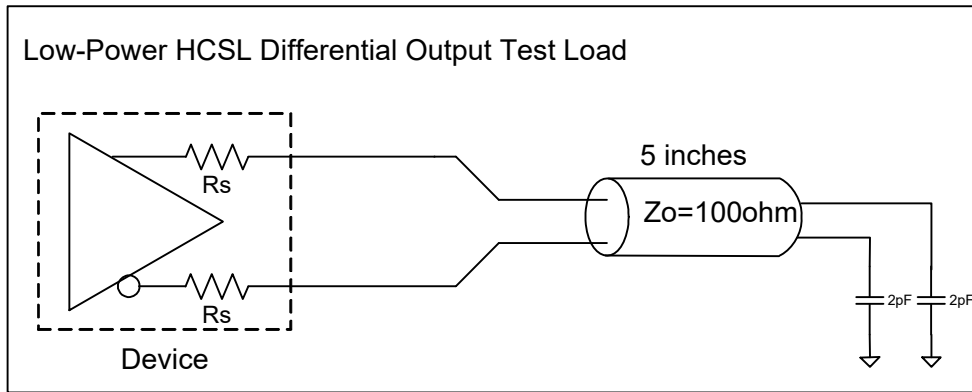 Low-Power HCSL Differential Output Test Load
5 inches
Rs
Zo=100ohm
Rs
2pF
2pF
Device